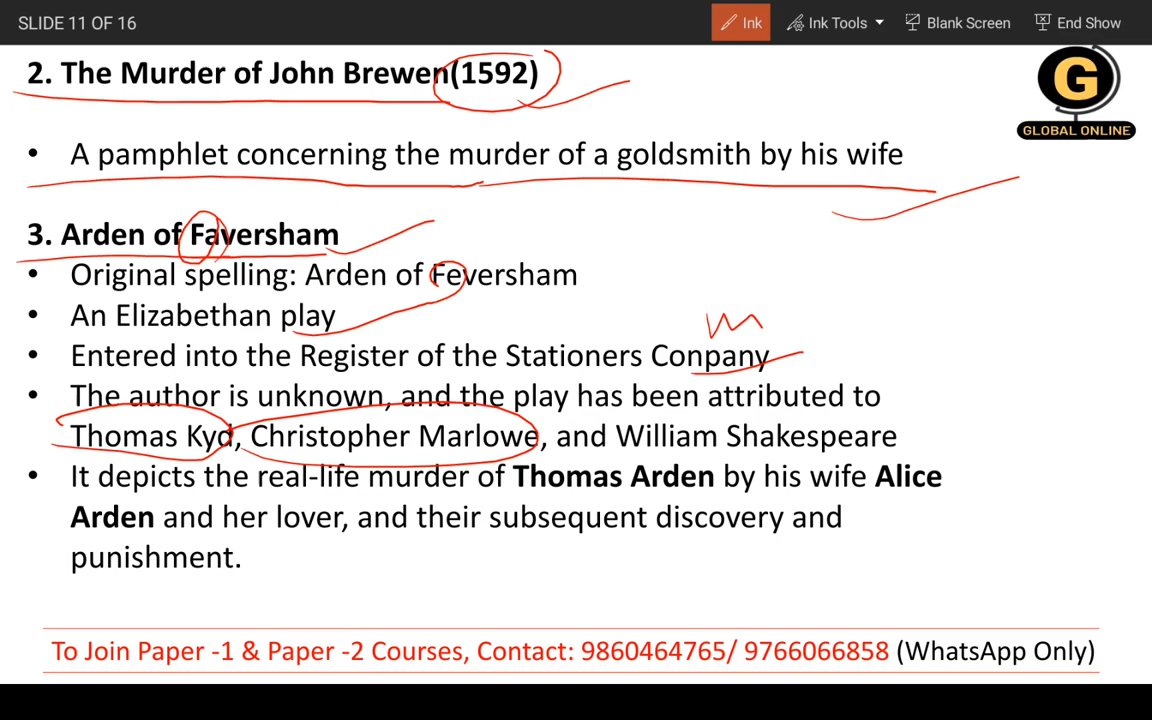 SLIDE 11 OF 16
Ink
Ink Tools
Blank Screen
End Show
2. The Murder of John Brewen(1592)
G
GLOBAL ONLINE
• A pamphlet concerning the murder of a goldsmith by his wife
3. Arden of Faversham
• Original spelling: Arden of Feversham
• An Elizabethan play
m
• Entered into the Register of the Stationers Conpany
• The author is unknown, and the play has been attributed to
Thomas Kyd, Christopher Marlowe, and William Shakespeare
• It depicts the real-life murder of Thomas Arden by his wife Alice
Arden and her lover, and their subsequent discovery and
punishment.
To Join Paper -1 & Paper -2 Courses, Contact: 9860464765/ 9766066858 (WhatsApp Only)